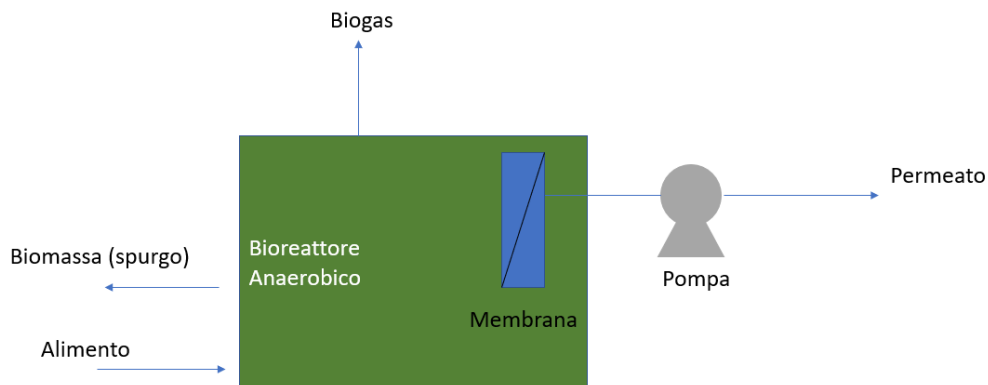 Biogas
Permeato
Bioreattore
Anaerobico
Biomassa (spurgo)
Pompa
Membrana
Alimento